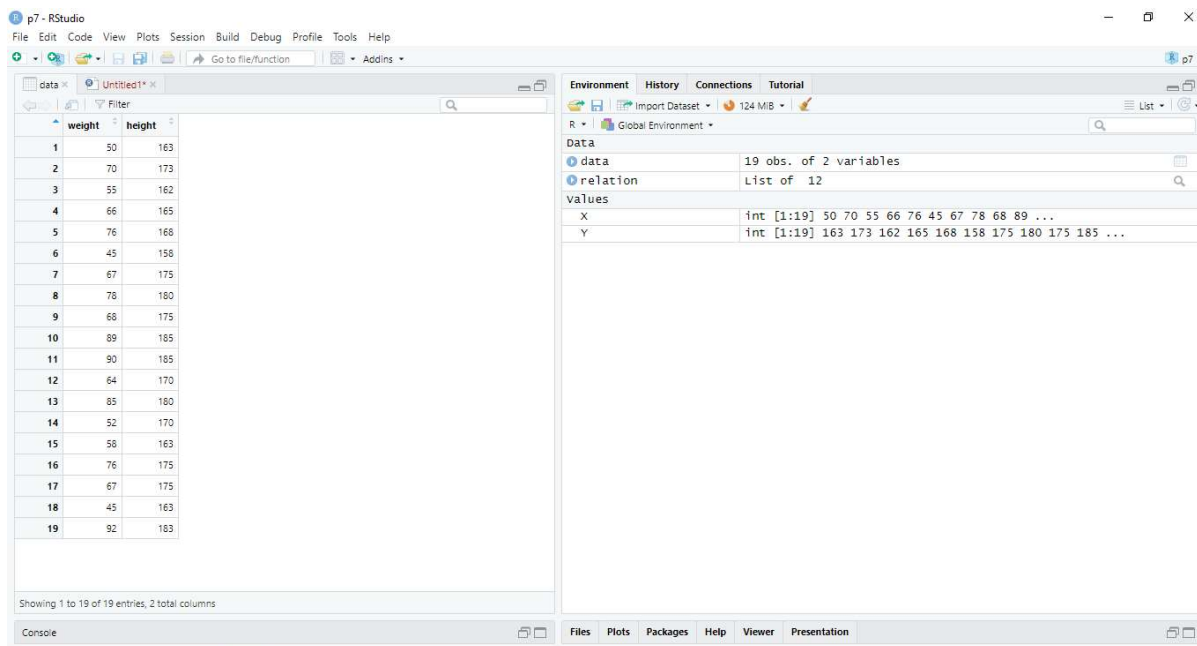 p7 - RStudio
File Edit Code View Plots Session Build Debug Profile Tools Help
Go to file/function Addins p7
data Untitled1*
Filter
weight height
1 50 163
2 70 173
3 55 162
4 66 165
5 76 168
6 45 158
7 67 175
8 78 180
9 68 175
10 89 185
11 90 185
12 64 170
13 85 180
14 52 170
15 58 163
16 76 175
17 67 175
18 45 163
19 92 183
Showing 1 to 19 of 19 entries, 2 total columns
Console
Environment History Connections Tutorial
Import Dataset 124 MiB List
R Global Environment
Data
data 19 obs. of 2 variables
relation List of 12
Values
X int [1:19] 50 70 55 66 76 45 67 78 68 89 ...
Y int [1:19] 163 173 162 165 168 158 175 180 175 185 ...
Files Plots Packages Help Viewer Presentation